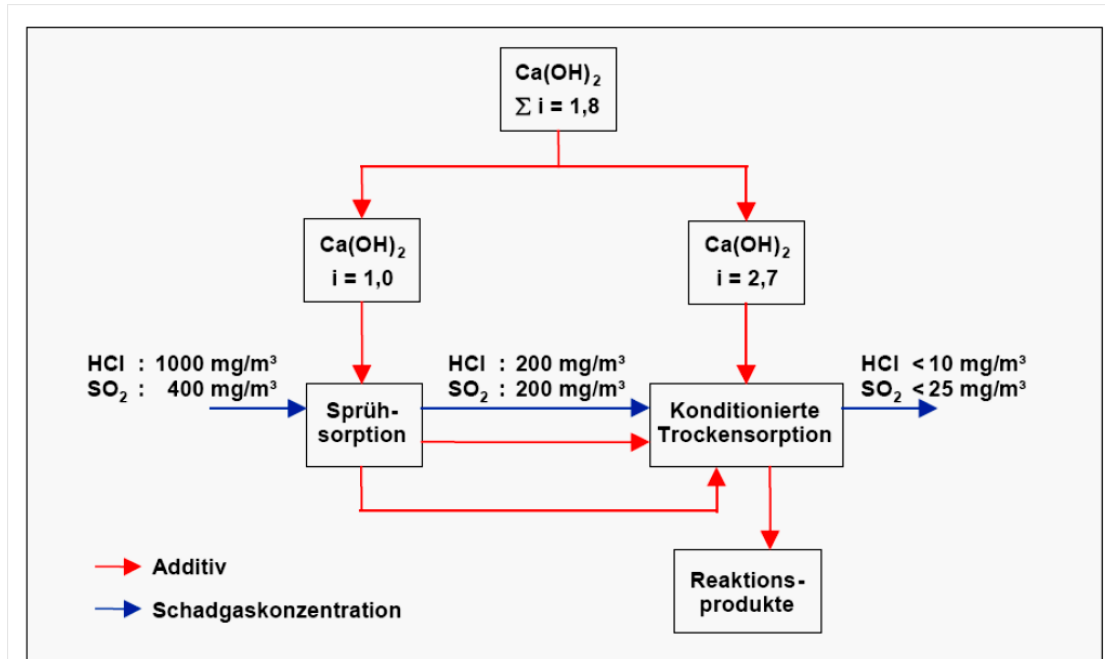 Ca(OH)₂
Σ i = 1,8
Ca(OH)₂
i = 1,0
Ca(OH)₂
i = 2,7
HCl : 1000 mg/m³
SO₂ : 400 mg/m³
HCl : 200 mg/m³
SO₂ : 200 mg/m³
HCl < 10 mg/m³
SO₂ < 25 mg/m³
Sprüh-
sorption
Konditionierte
Trockensorption
Additiv
Schadgaskonzentration
Reaktions-
produkte